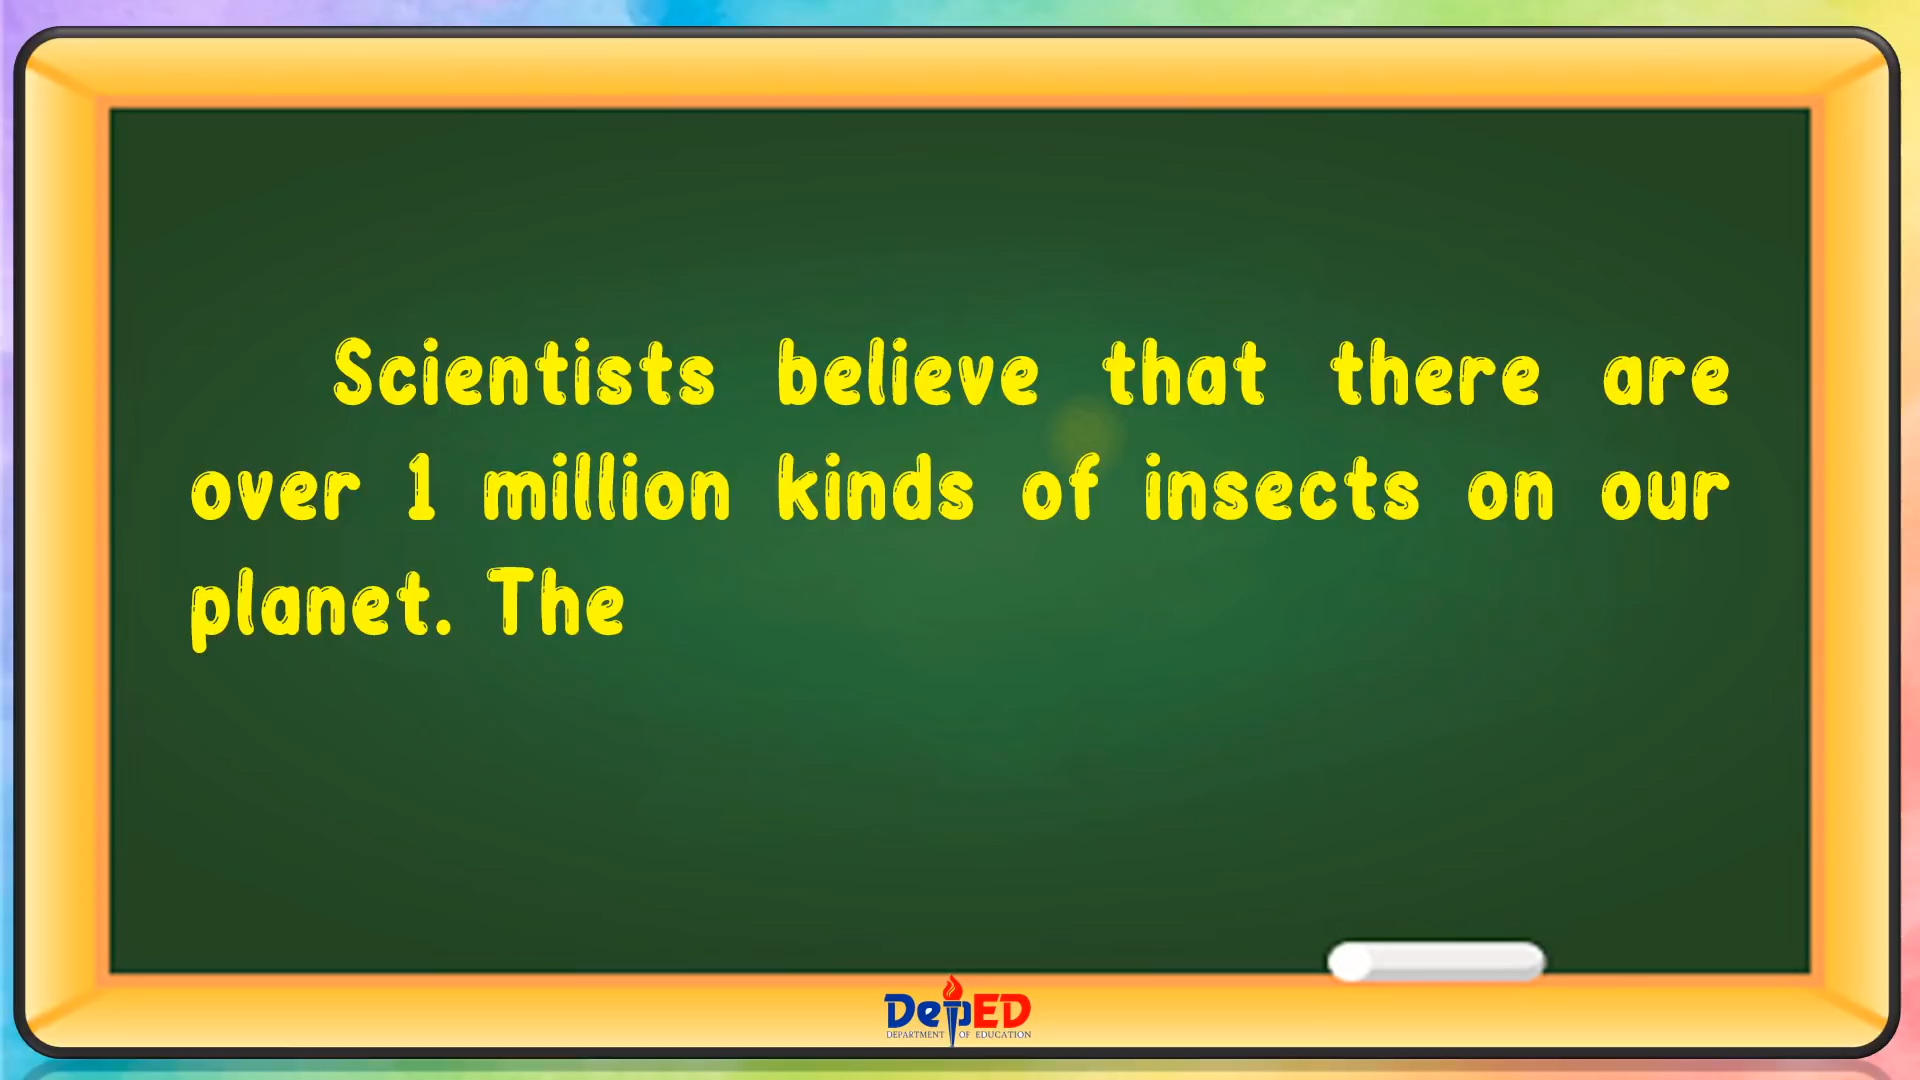 Scientists believe that there are
over 1 million kinds of insects on our
planet. The
DepED
DEPARTMENT OF EDUCATION